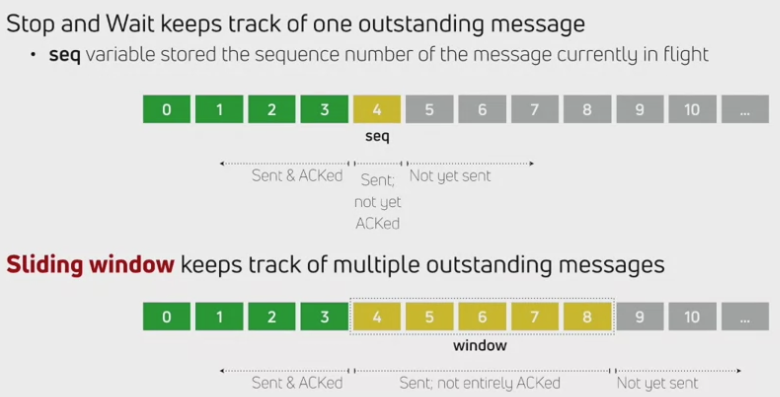 Stop and Wait keeps track of one outstanding message
• seq variable stored the sequence number of the message currently in flight
0 1 2 3 4 5 6 7 8 9 10 ...
seq
Sent & ACKed
Sent;
not yet
ACKed
Not yet sent
Sliding window keeps track of multiple outstanding messages
0 1 2 3 4 5 6 7 8 9 10 ...
window
Sent & ACKed Sent; not entirely ACKed Not yet sent